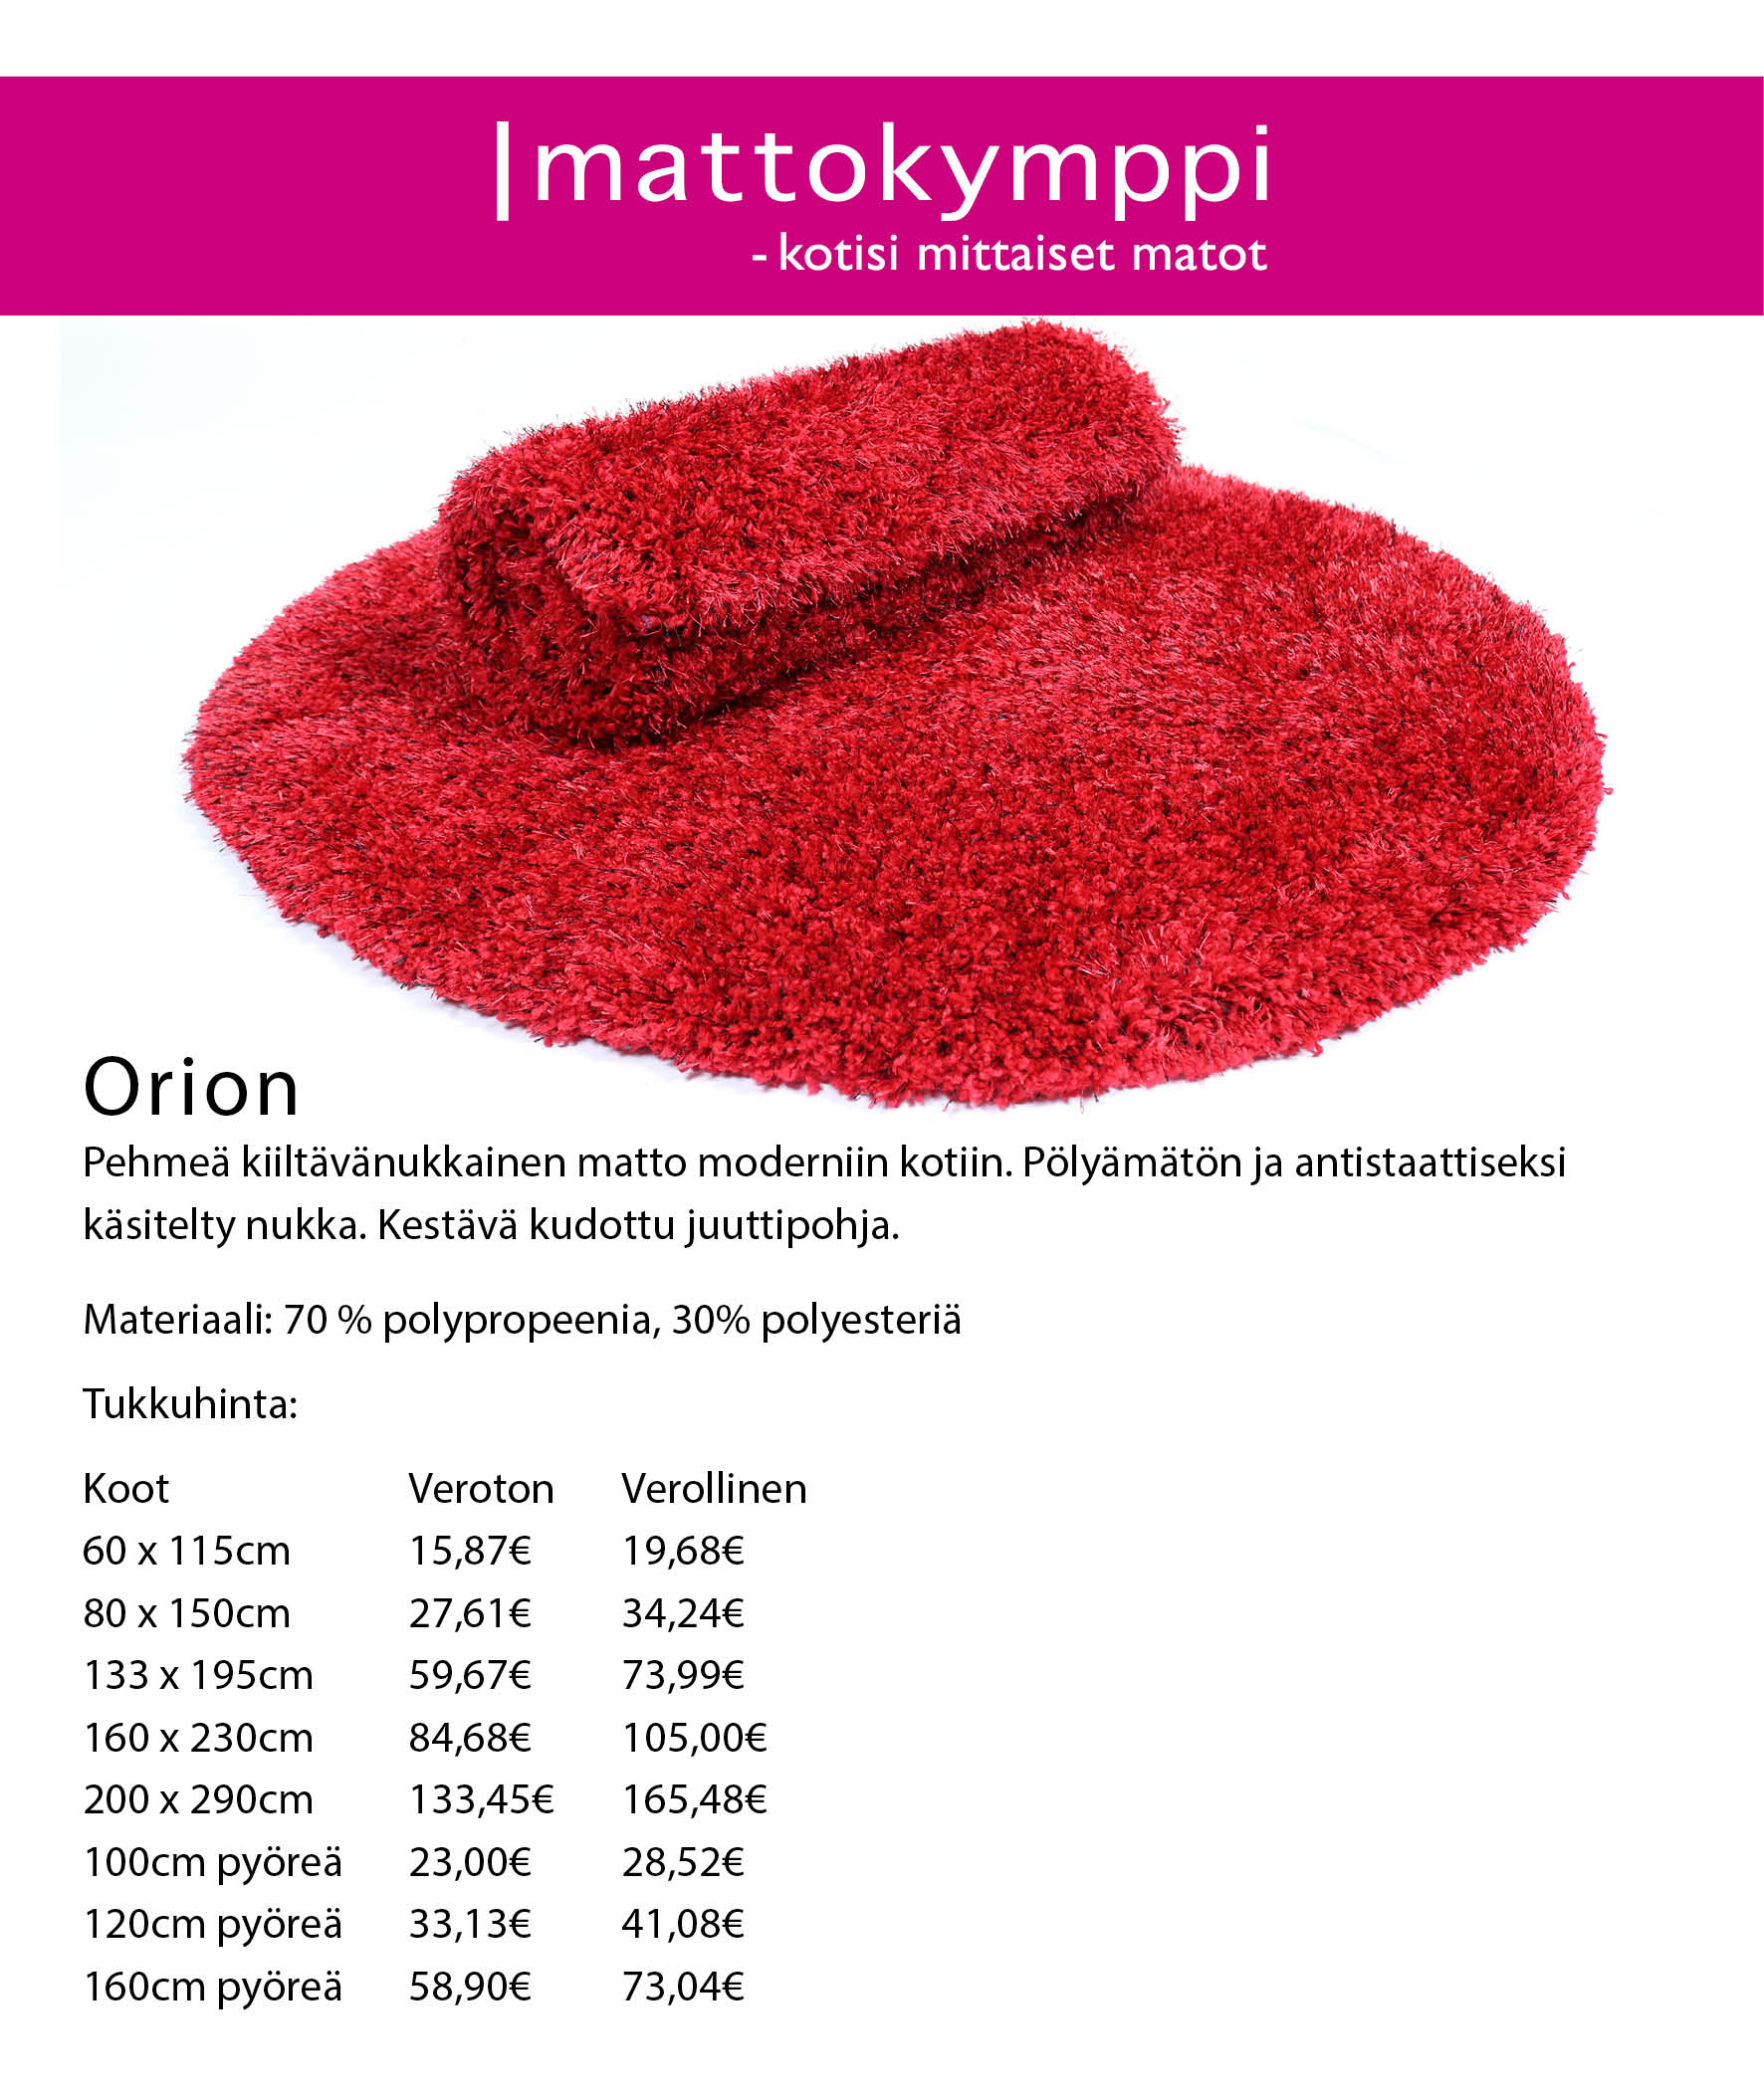 |mattokymppi
- kotisi mittaiset matot
Orion
Pehmeä kiiltävänukkainen matto moderniin kotiin. Pölyämätön ja antistaattiseksi
käsitelty nukka. Kestävä kudottu juuttipohja.
Materiaali: 70 % polypropeenia, 30% polyesteriä
Tukkuhinta:
Koot Veroton Verollinen
60 x 115cm 15,87€ 19,68€
80 x 150cm 27,61€ 34,24€
133 x 195cm 59,67€ 73,99€
160 x 230cm 84,68€ 105,00€
200 x 290cm 133,45€ 165,48€
100cm pyöreä 23,00€ 28,52€
120cm pyöreä 33,13€ 41,08€
160cm pyöreä 58,90€ 73,04€